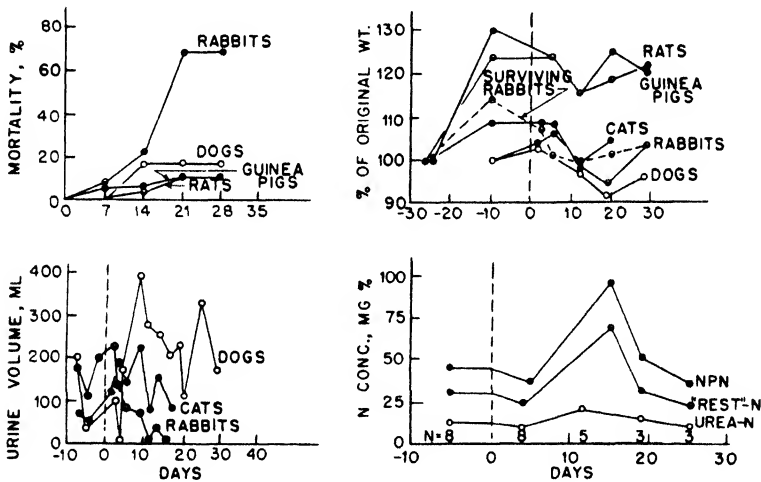 MORTALITY, %
80
60
40
20
0
0 7 14 21 28 35
RABBITS
DOGS
GUINEA
PIGS
RATS
% OF ORIGINAL WT.
130
120
110
100
90
-30 -20 -10 0 10 20 30
SURVIVING
RABBITS
RATS
GUINEA
PIGS
CATS
RABBITS
DOGS
URINE VOLUME, ML
400
300
200
100
0
-10 0 10 20 30 40
DAYS
DOGS
CATS
RABBITS
N CONC., MG %
100
75
50
25
0
-10 0 10 20 30
DAYS
NPN
"REST"-N
UREA-N
N=8 8 5 3 3